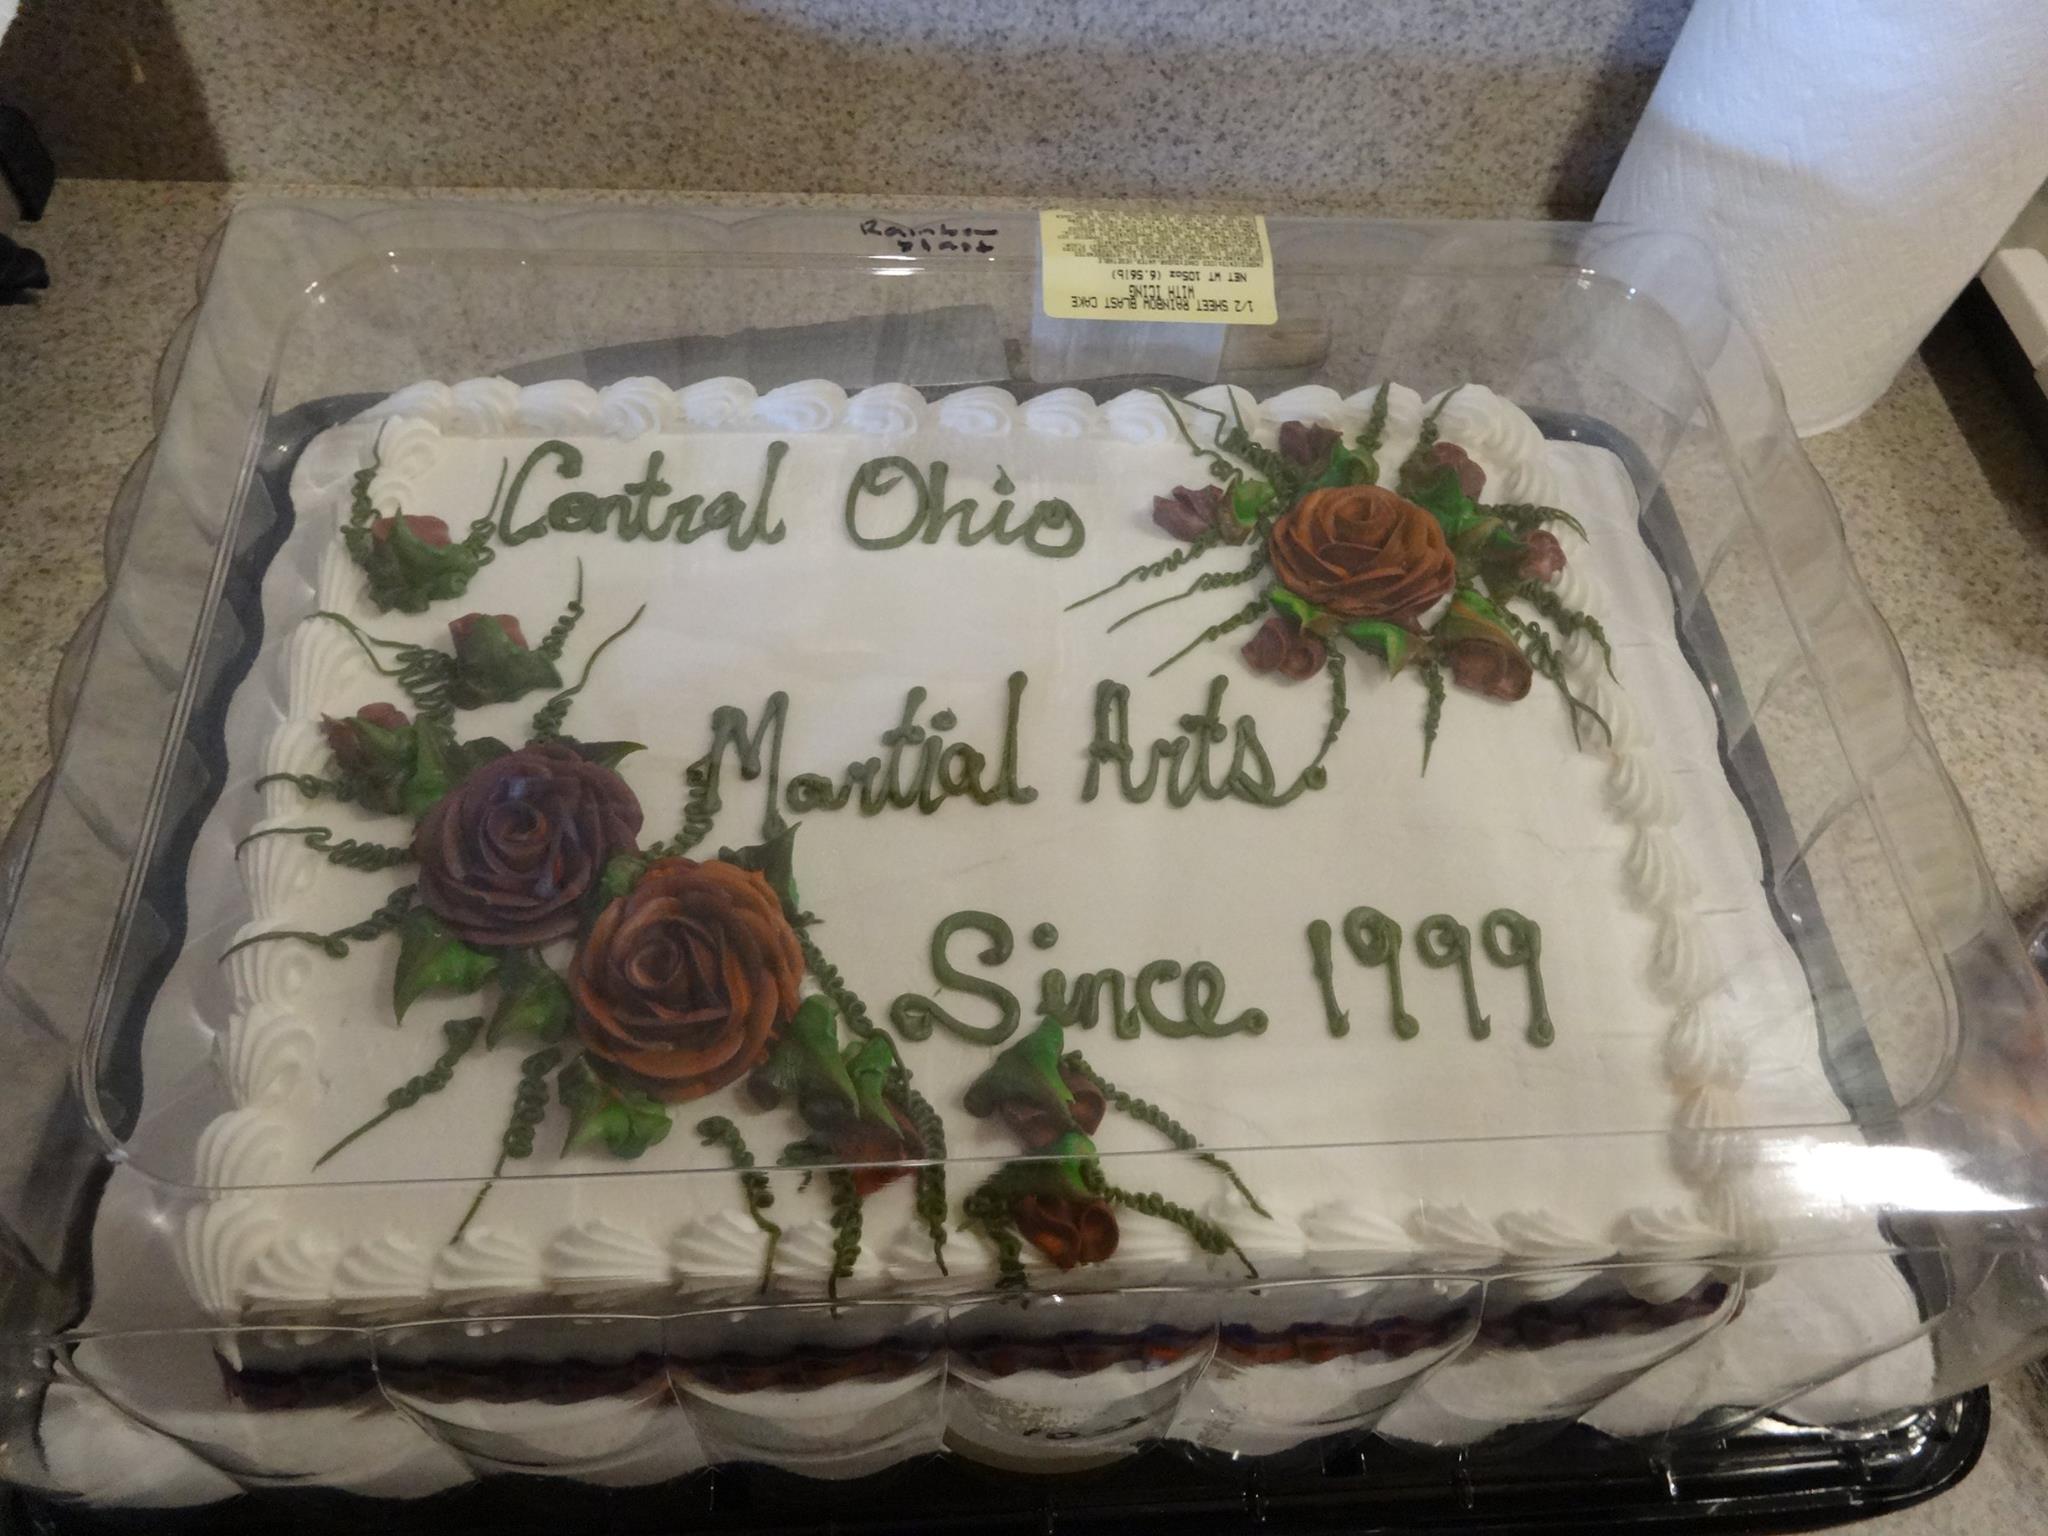 Rainbow
blast
1/2 SHEET RAINBOW BLAST CAKE
WITH ICING
NET WT 105oz (6.56lb)
Central Ohio
Martial Arts
Since 1999